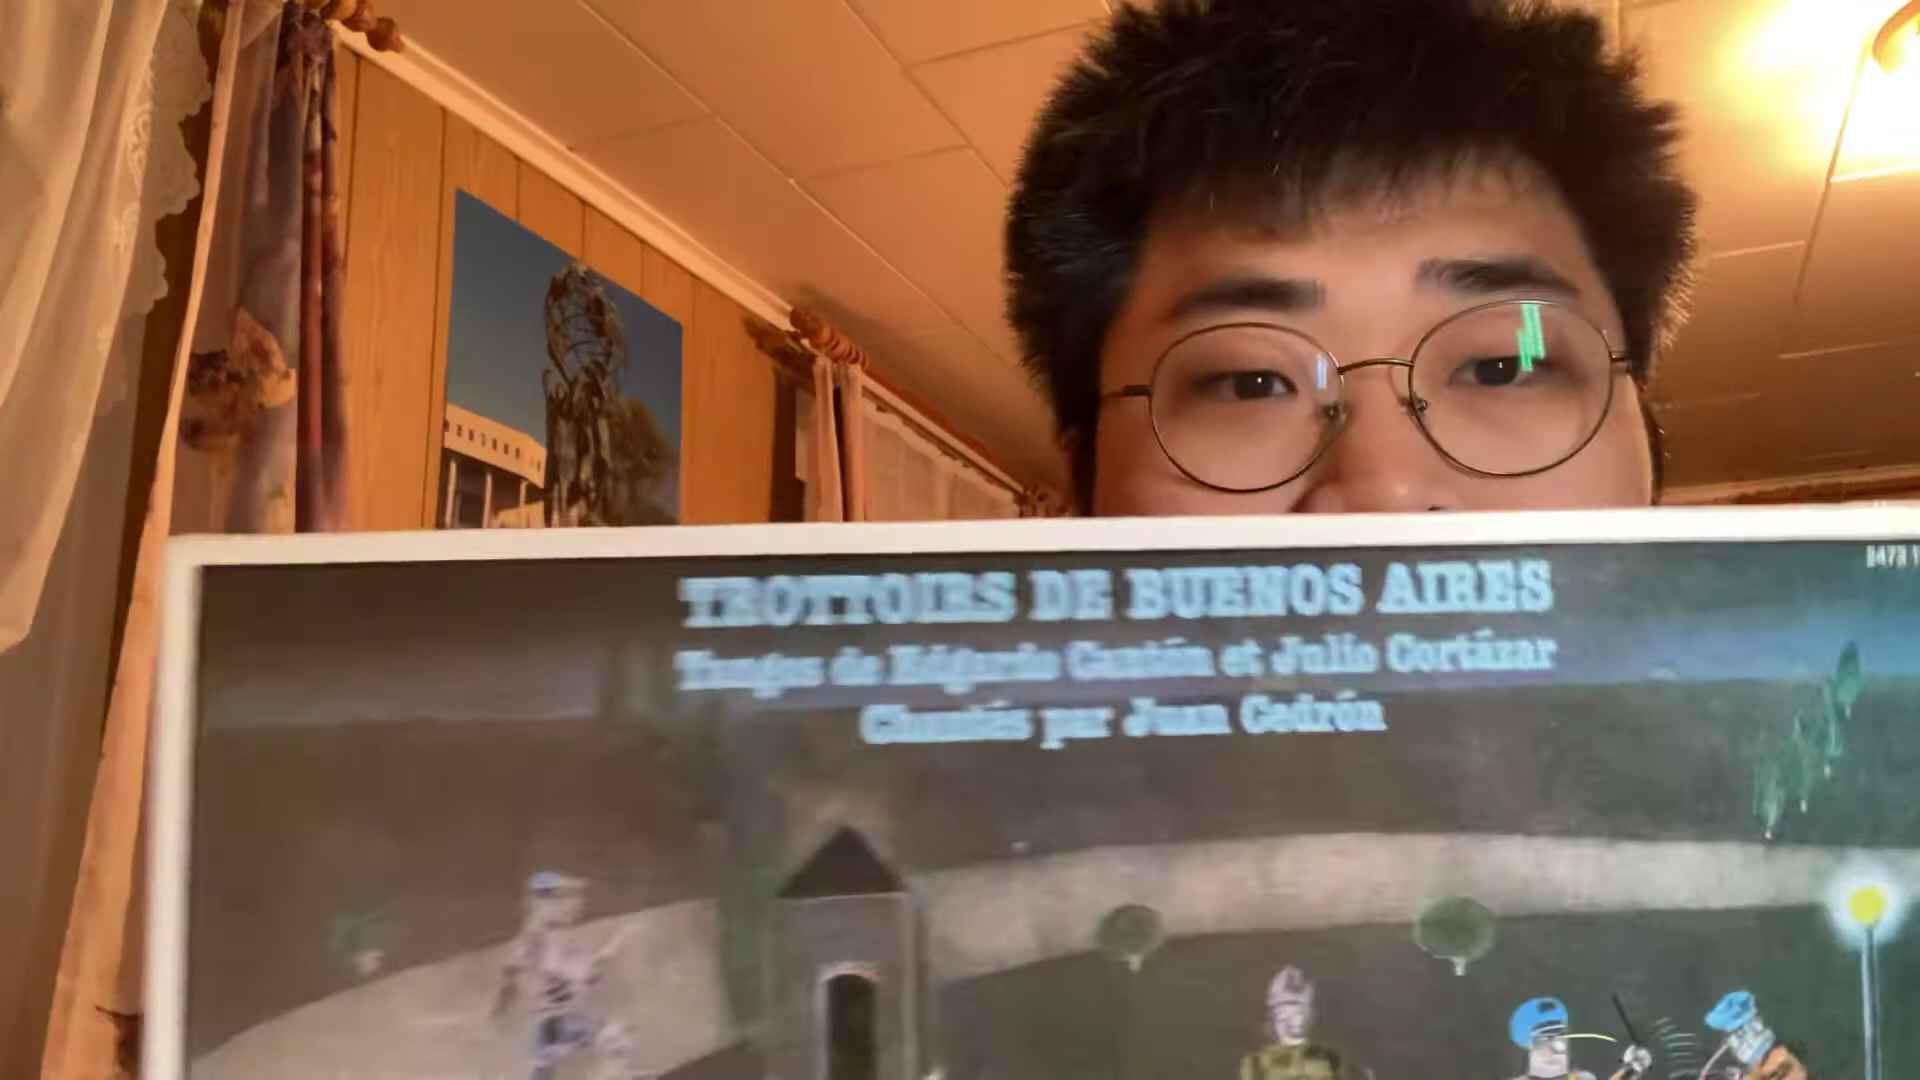 TROTTOIRS DE BUENOS AIRES
Tangos de Edgardo Cantón et Julio Cortázar
Chantés par Juan Cedrón